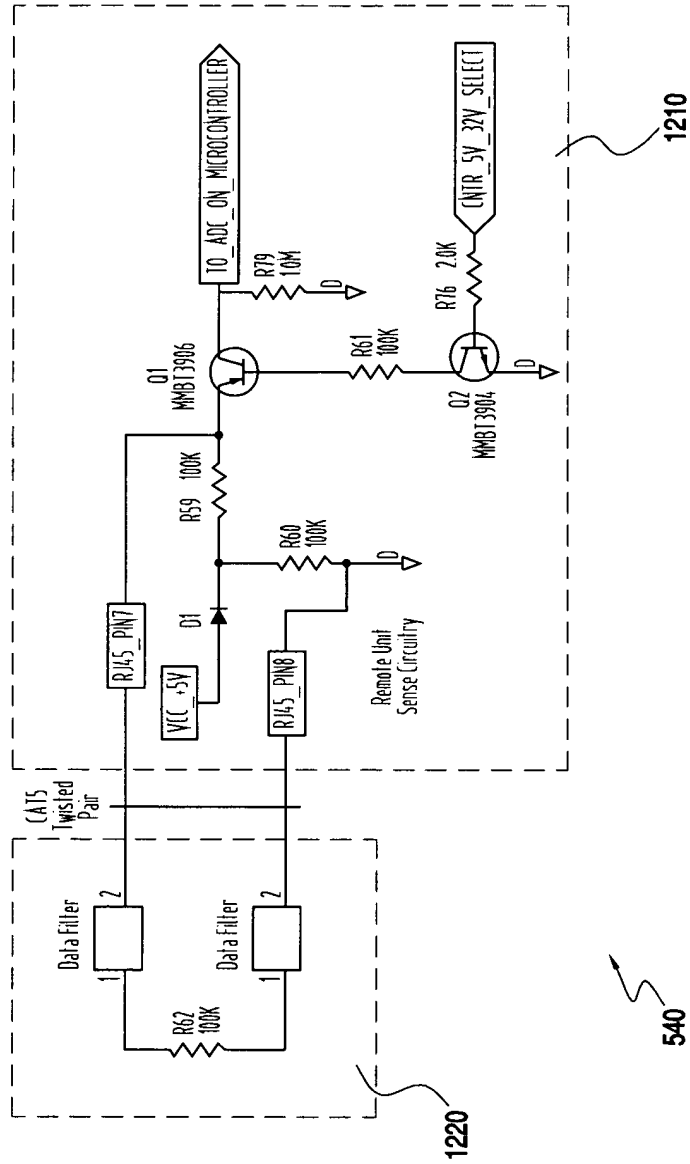 TO_ADC_ON_MICROCONTROLLER
R79
1.0M
D
Q1
MMBT3906
R61
100K
CNTR_5V_32V_SELECT
R76 2.0K
Q2
MMBT3904
D
R59 100K
R60
100K
D
D1
VCC_+5V
RJ45_PIN7
RJ45_PIN8
Remote Unit
Sense Circuitry
1210
CAT5
Twisted
Pair
Data Filter
1 2
Data Filter
1 2
R62
100K
1220
540